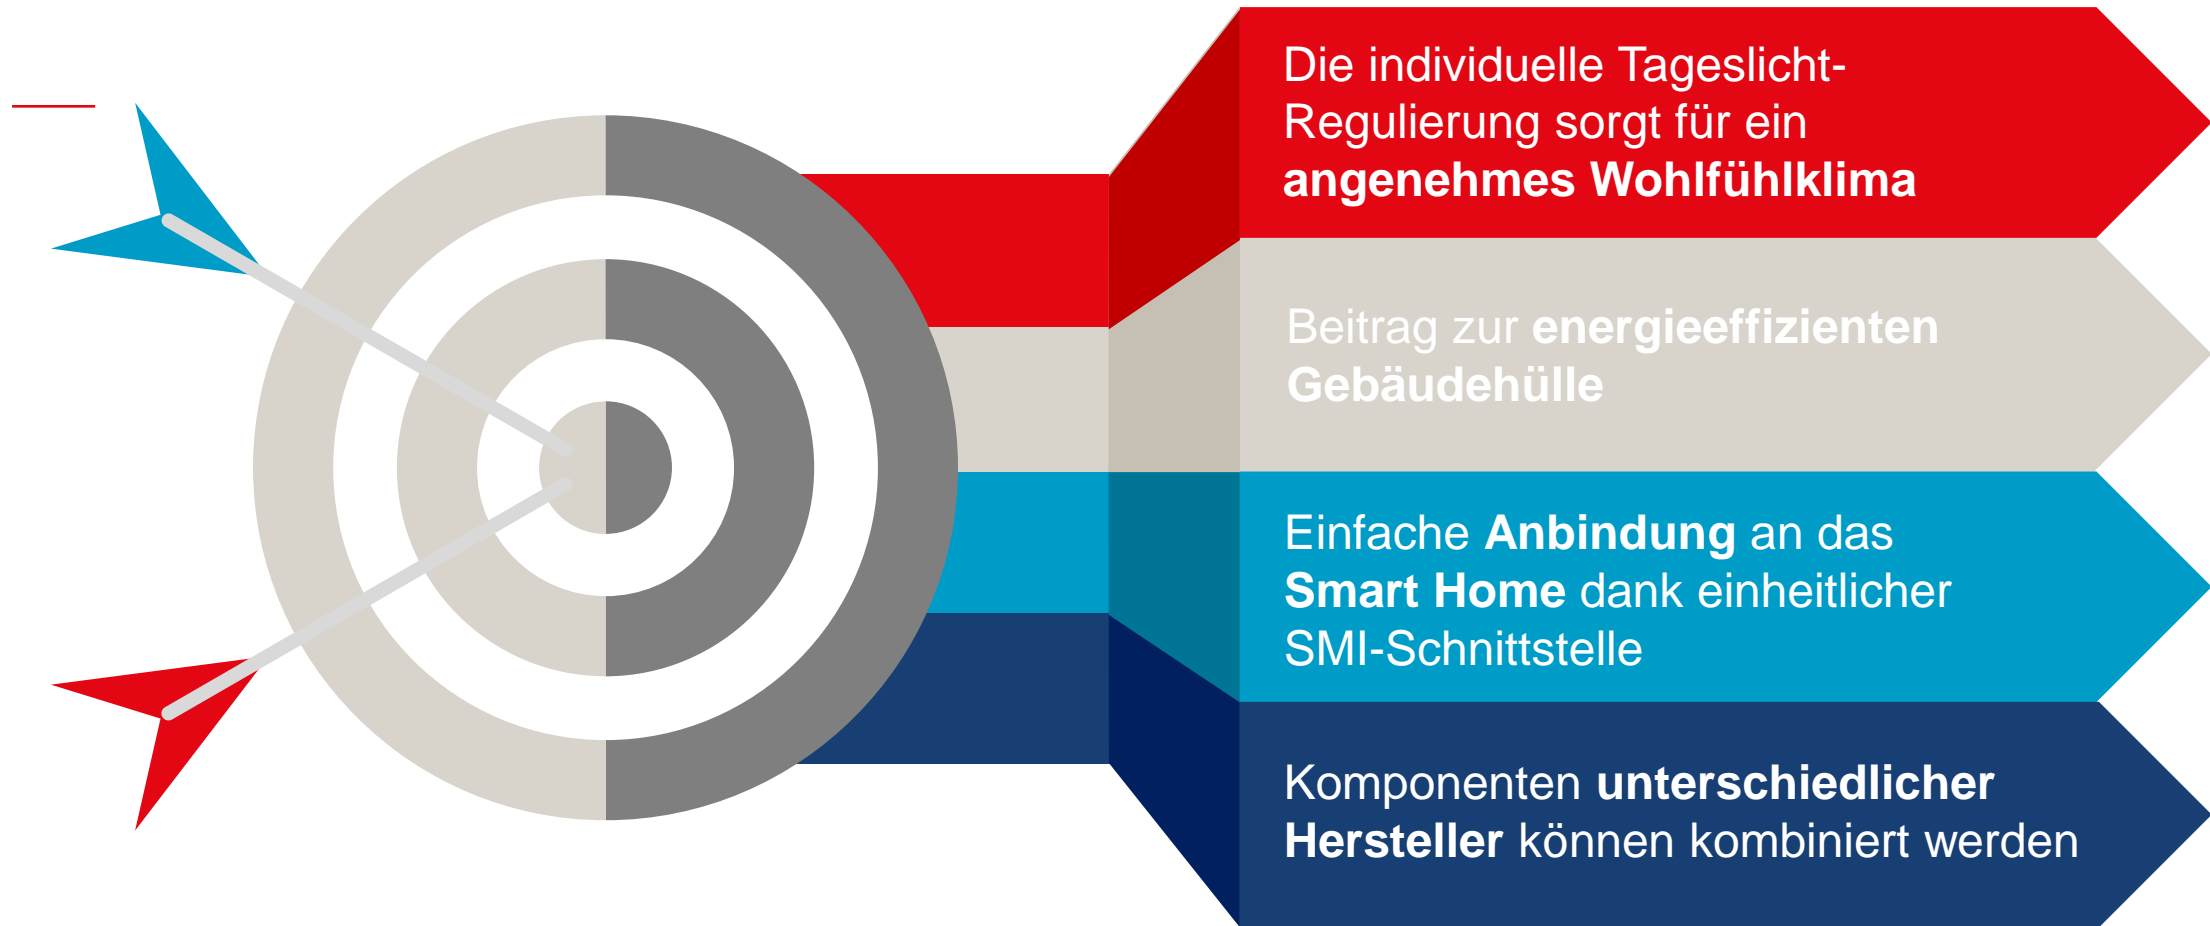 Die individuelle Tageslicht-
Regulierung sorgt für ein
angenehmes Wohlfühlklima
Beitrag zur energieeffizienten
Gebäudehülle
Einfache Anbindung an das
Smart Home dank einheitlicher
SMI-Schnittstelle
Komponenten unterschiedlicher
Hersteller können kombiniert werden